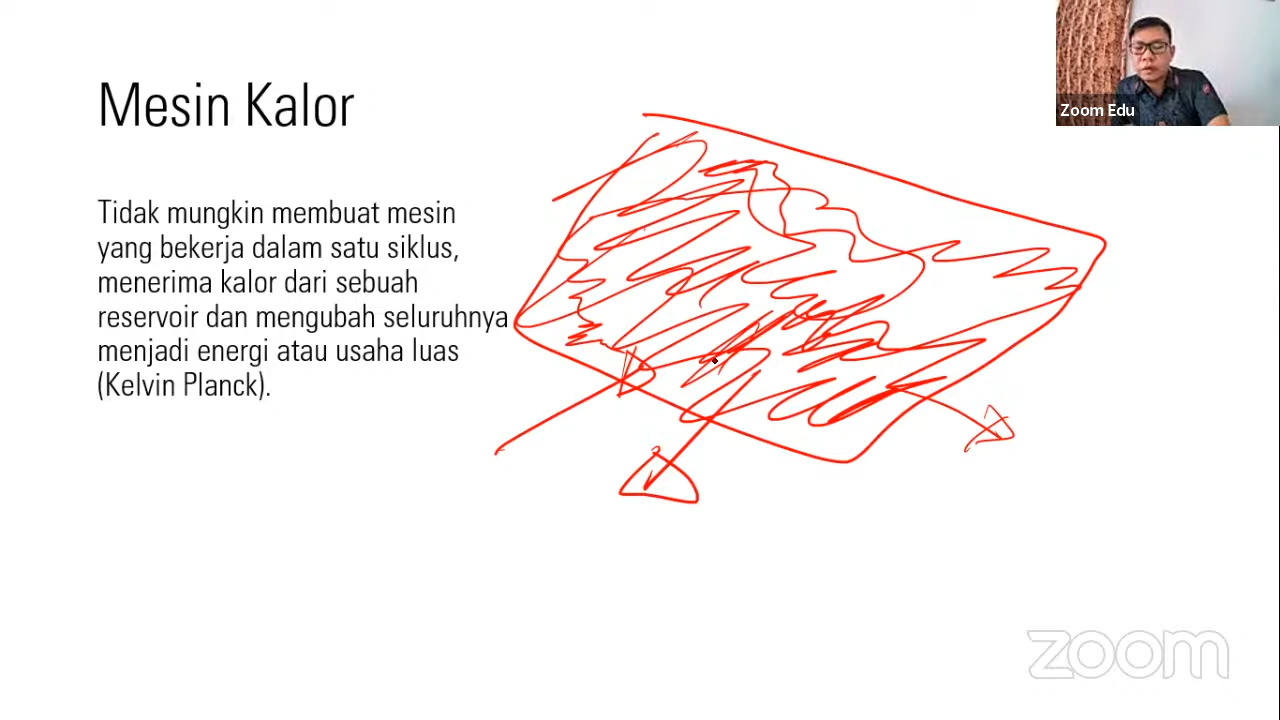 Zoom Edu
Mesin Kalor
Tidak mungkin membuat mesin
yang bekerja dalam satu siklus,
menerima kalor dari sebuah
reservoir dan mengubah seluruhnya
menjadi energi atau usaha luas
(Kelvin Planck).
zoom